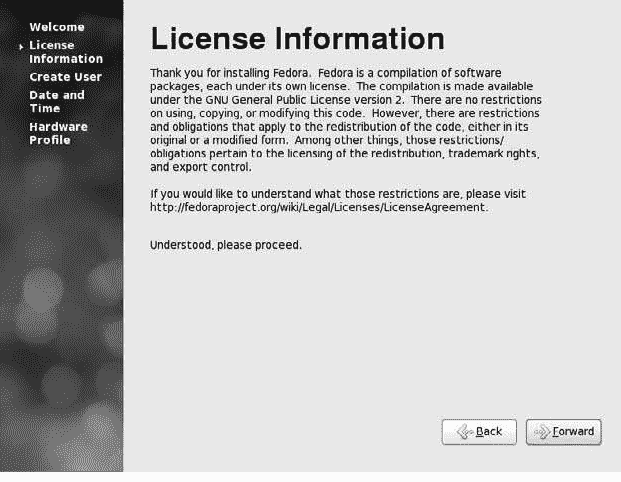 Welcome
License
Information
Create User
Date and
Time
Hardware
Profile
License Information
Thank you for installing Fedora. Fedora is a compilation of software
packages, each under its own license. The compilation is made available
under the GNU General Public License version 2. There are no restrictions
on using, copying, or modifying this code. However, there are restrictions
and obligations that apply to the redistribution of the code, either in its
original or a modified form. Among other things, those restrictions/
obligations pertain to the licensing of the redistribution, trademark rights,
and export control.
If you would like to understand what those restrictions are, please visit
http://fedoraproject.org/wiki/Legal/Licenses/LicenseAgreement.
Understood, please proceed.
Back
Forward